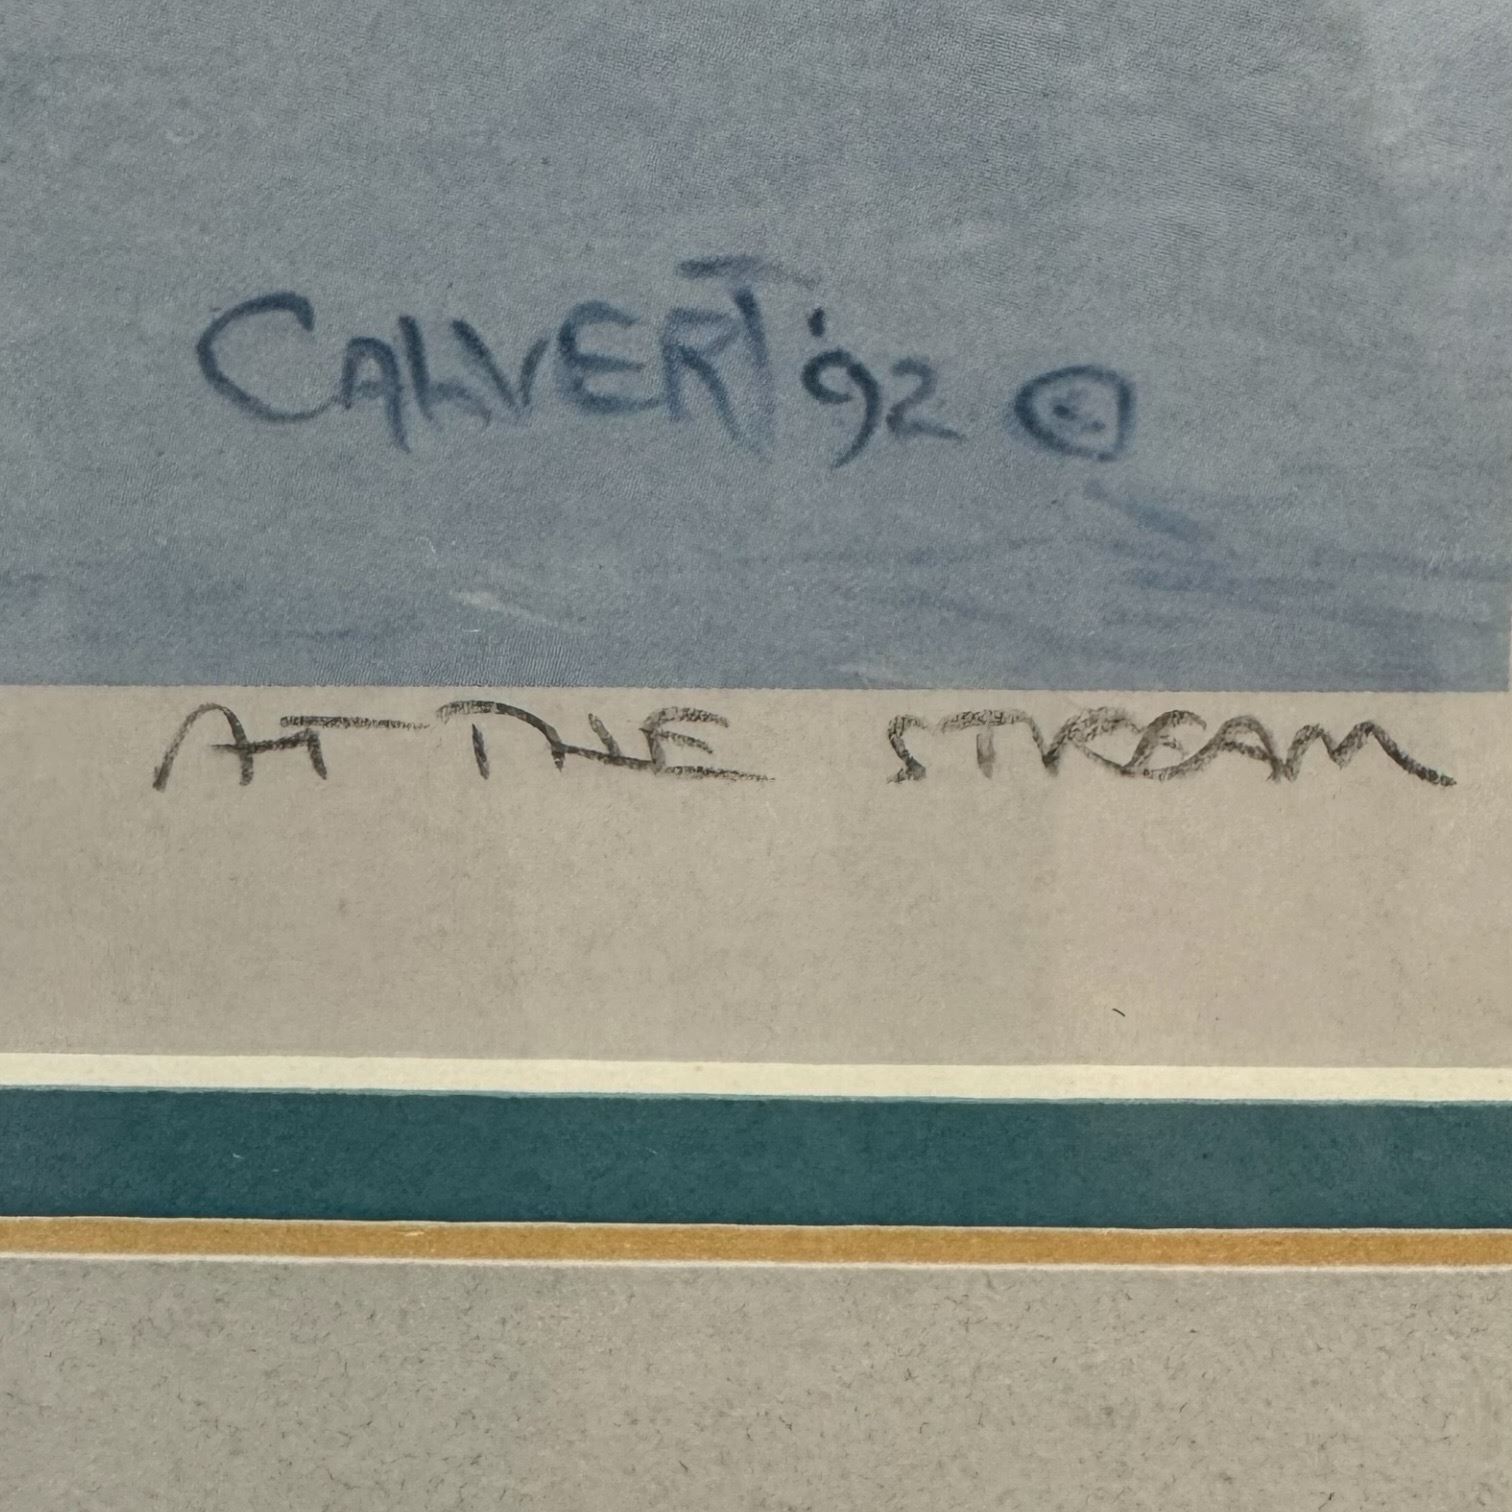 CALVERT '92 ©
AT THE STREAM